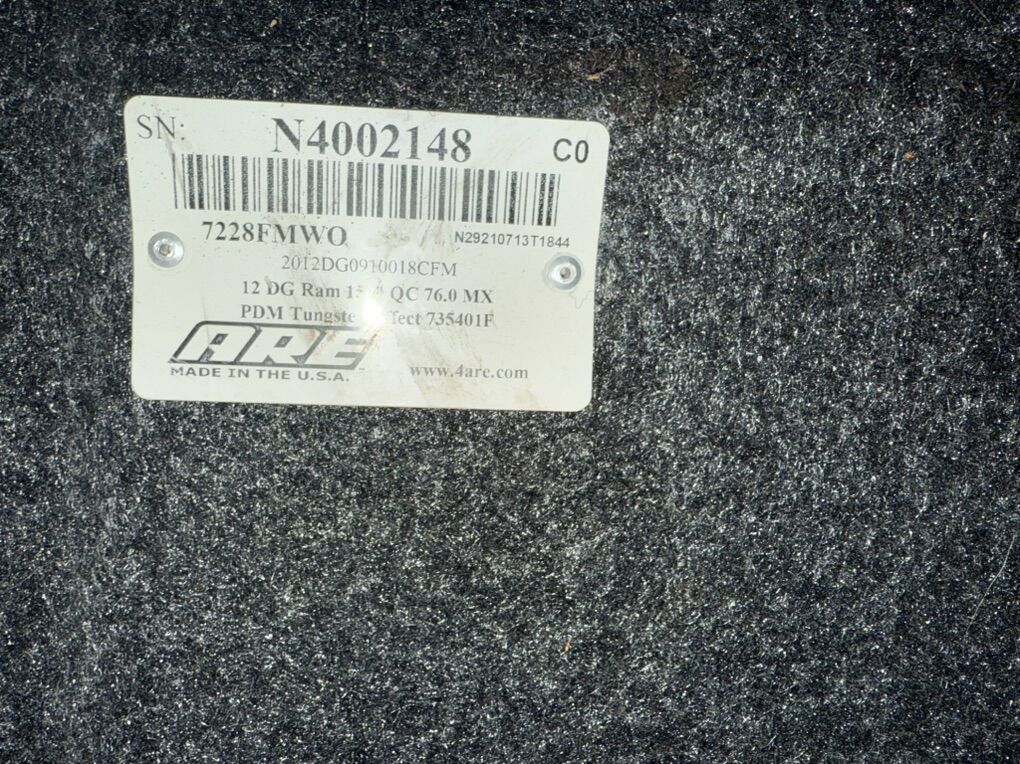 SN: N4002148 C0
7228FMWO N29210713T1844
2012DG0910018CFM
12 DG Ram QC 76.0 MX
PDM 735401F
ARE
MADE IN THE U.S.A. www.4are.com